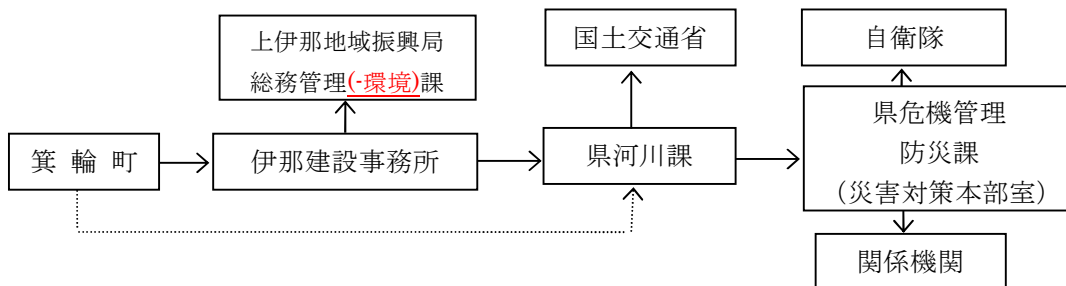 上伊那地域振興局
総務管理(-環境)課
国土交通省
自衛隊
箕輪町
伊那建設事務所
県河川課
県危機管理
防災課
（災害対策本部室）
関係機関